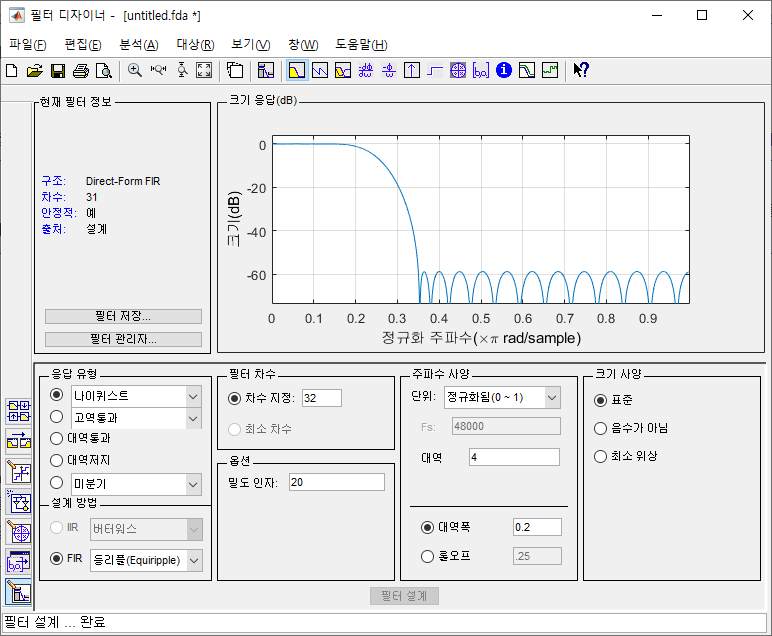 필터 디자이너 - [untitled.fda *]
파일(F) 편집(E) 분석(A) 대상(R) 보기(V) 창(W) 도움말(H)
현재 필터 정보
구조: Direct-Form FIR
차수: 31
안정적: 예
출처: 설계
필터 저장...
필터 관리자...
크기 응답(dB)
크기(dB)
0
-20
-40
-60
0 0.1 0.2 0.3 0.4 0.5 0.6 0.7 0.8 0.9
정규화 주파수(×π rad/sample)
응답 유형
나이퀴스트
고역통과
대역통과
대역저지
미분기
설계 방법
IIR 버터워스
FIR 등리플(Equiripple)
필터 차수
차수 지정: 32
최소 차수
옵션
밀도 인자: 20
주파수 사양
단위: 정규화됨(0 ~ 1)
Fs: 48000
대역 4
대역폭 0.2
롤오프 .25
크기 사양
표준
음수가 아님
최소 위상
필터 설계
필터 설계 ... 완료